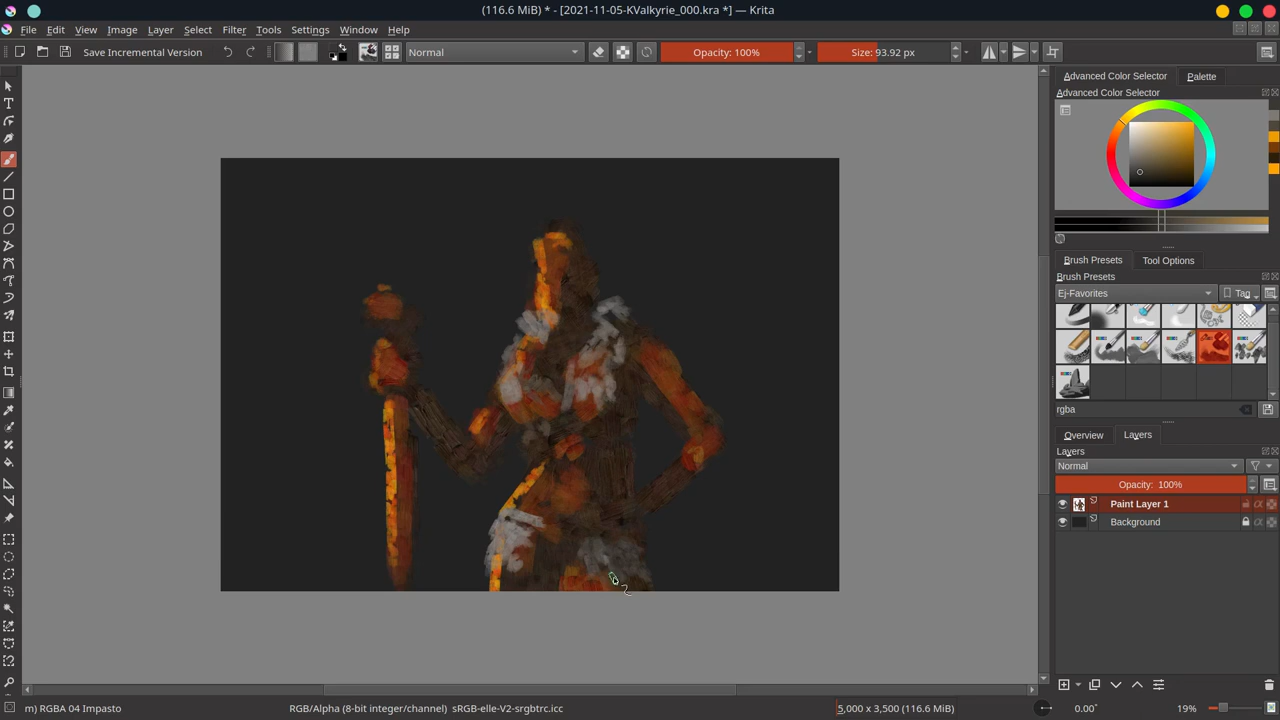 (116.6 MiB) * - [2021-11-05-KValkyrie_000.kra *] — Krita
File Edit View Image Layer Select Filter Tools Settings Window Help
Save Incremental Version Normal Opacity: 100% Size: 93.92 px
Advanced Color Selector Palette
Advanced Color Selector
Brush Presets Tool Options
Brush Presets
Ej-Favorites Tag
rgba
Overview Layers
Layers
Normal
Opacity: 100%
Paint Layer 1
Background
m) RGBA 04 Impasto RGB/Alpha (8-bit integer/channel) sRGB-elle-V2-srgbtrc.icc 5,000 x 3,500 (116.6 MiB) 0.00° 19%